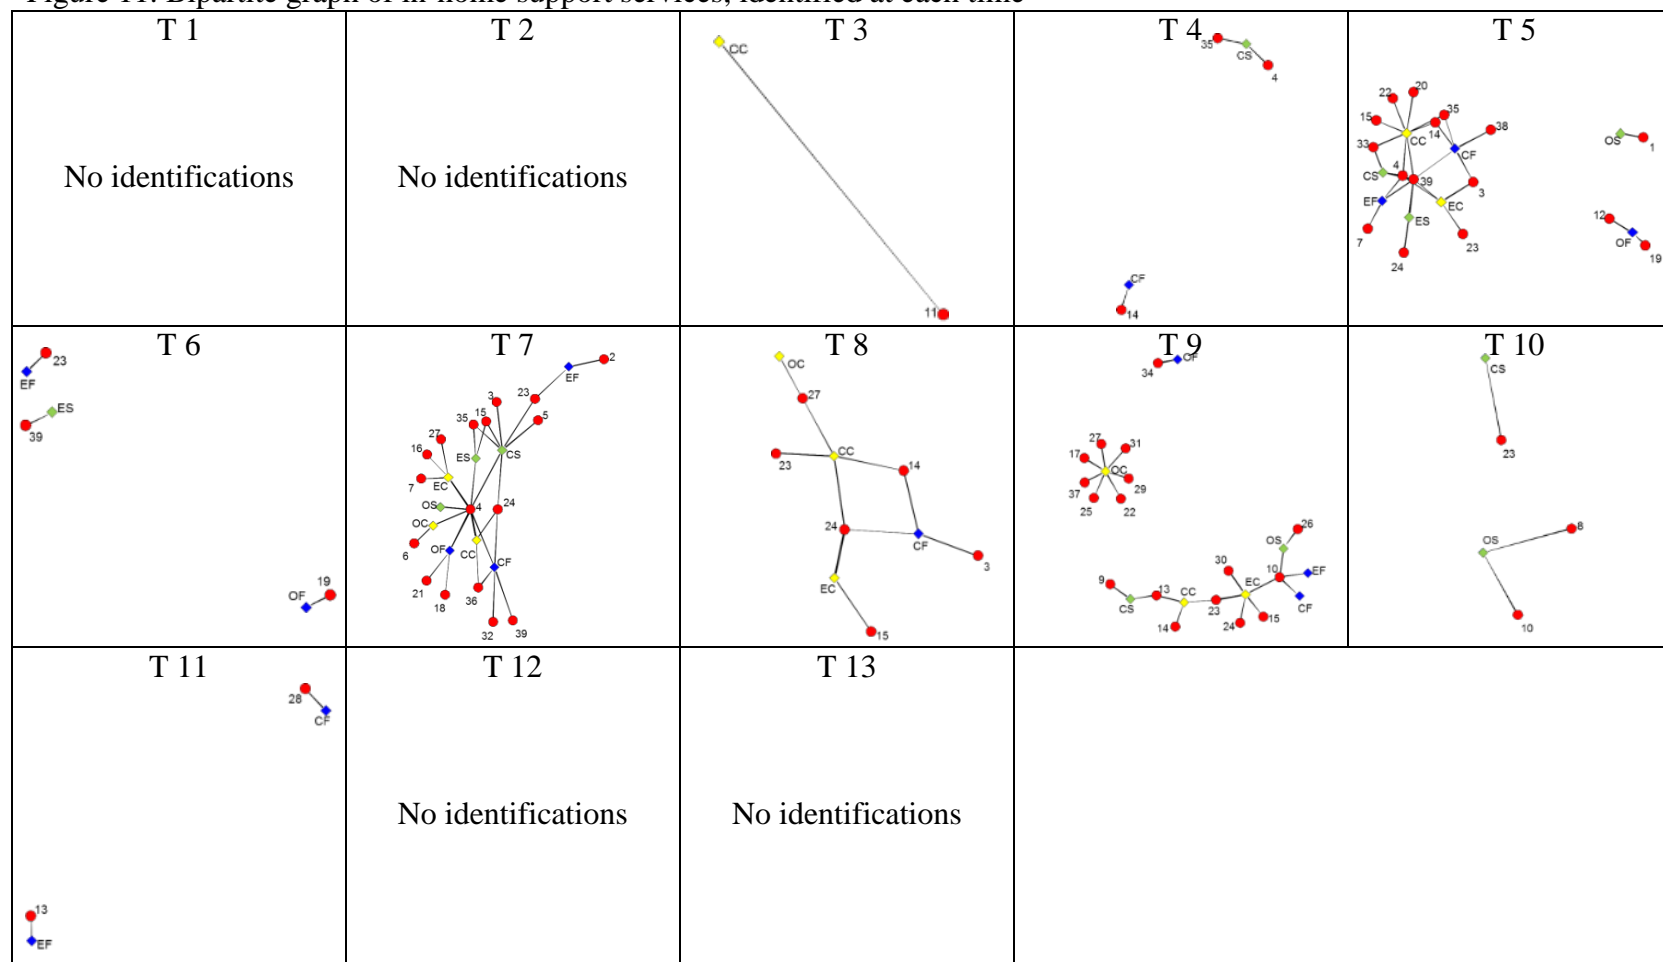 Figure 11: Bipartite graph of in-home support services, identified at each time
T 1
No identifications
T 2
No identifications
T 3
CC
11
T 4
35
CS
4
CF
14
T 5
22
20
15
35
14
38
CC
CF
33
4
CS
39
3
EF
EC
ES
7
23
24
OS
1
12
OF
19
T 6
23
EF
ES
39
19
OF
T 7
2
EF
3
23
35
15
5
27
CS
16
ES
EC
7
OS
4
24
OC
6
OF
CC
CF
21
36
18
32
39
T 8
OC
27
CC
23
14
24
CF
3
EC
15
T 9
34
OF
27
31
17
OC
37
29
25
22
26
OS
30
10
EF
9
13
CC
EC
CS
23
CF
14
24
15
T 10
CS
23
8
OS
10
T 11
28
CF
13
EF
T 12
No identifications
T 13
No identifications